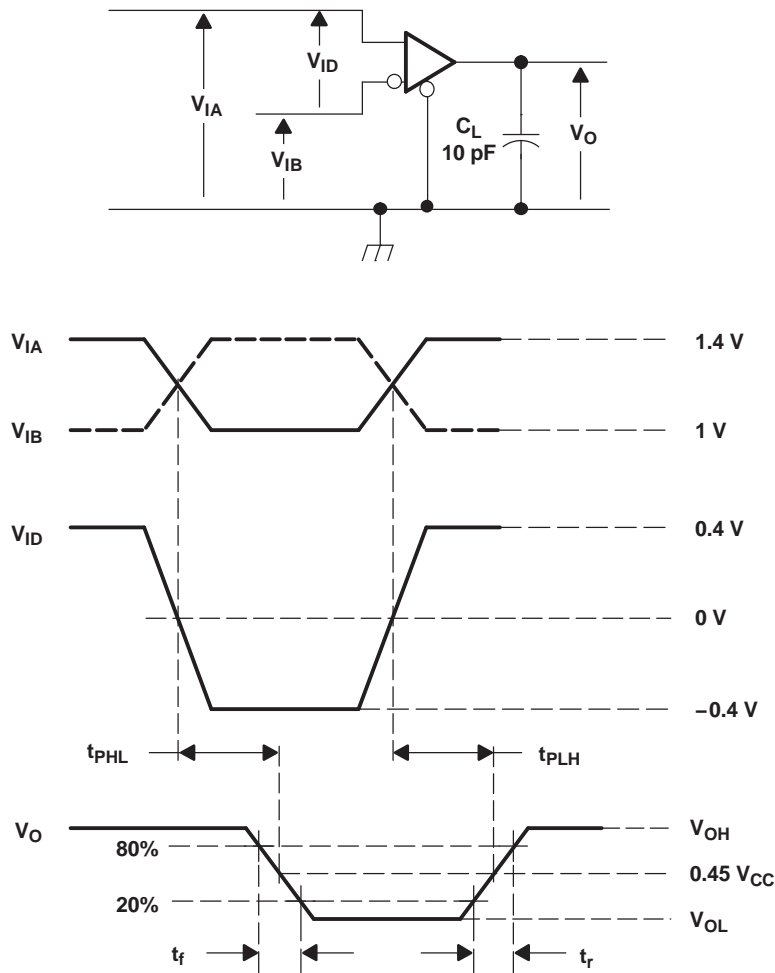 V_ID
V_IA
V_IB
C_L
10 pF
V_O
V_IA
1.4 V
V_IB
1 V
V_ID
0.4 V
0 V
–0.4 V
t_PHL
t_PLH
V_O
V_OH
80%
0.45 V_CC
20%
V_OL
t_f
t_r